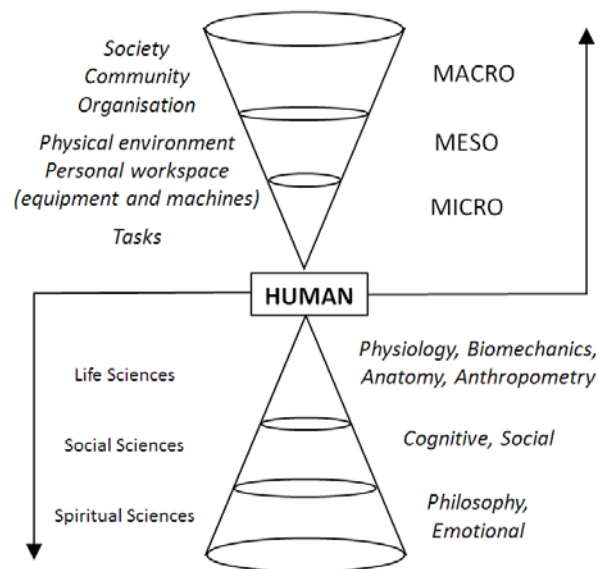 Society
Community
Organisation
MACRO
Physical environment
Personal workspace
(equipment and machines)
MESO
Tasks
MICRO
HUMAN
Life Sciences
Physiology, Biomechanics,
Anatomy, Anthropometry
Social Sciences
Cognitive, Social
Spiritual Sciences
Philosophy,
Emotional